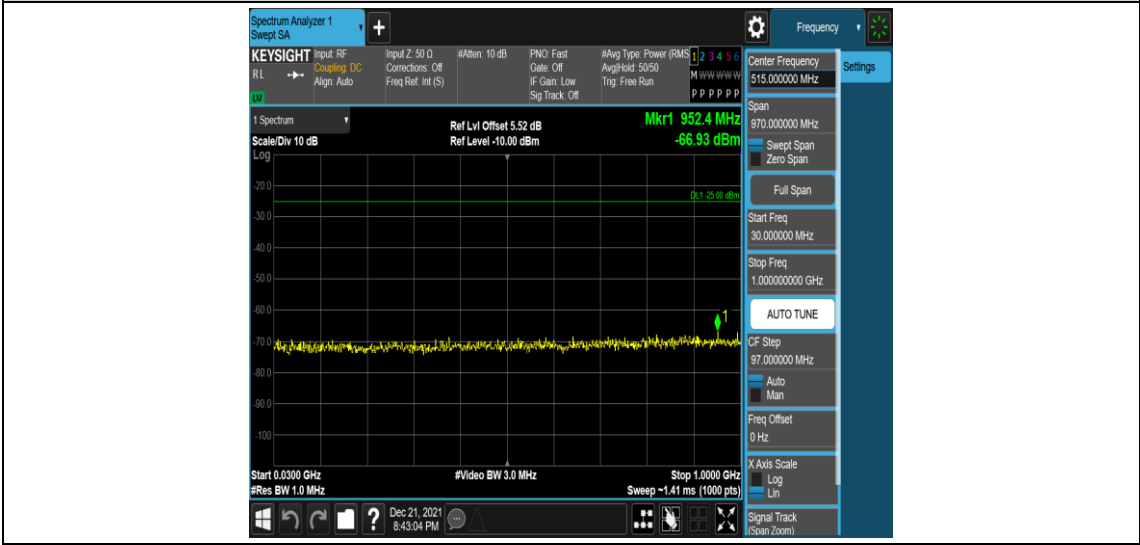 Spectrum Analyzer 1
Swept SA
+
Frequency
KEYSIGHT
R L
LM
Input: RF
Coupling: DC
Align: Auto
Input Z: 50 Ω
Corrections: Off
Freq Ref: Int (S)
#Atten: 10 dB
PNO: Fast
Gate: Off
IF Gain: Low
Sig Track: Off
#Avg Type: Power (RMS
Avg|Hold: 50/50
Trig: Free Run
1 2 3 4 5 6
M W W W W W
P P P P P P
1 Spectrum
Scale/Div 10 dB
Log
Ref Lvl Offset 5.52 dB
Ref Level -10.00 dBm
Mkr1 952.4 MHz
-66.93 dBm
DL1 -25.00 dBm
-20.0
-30.0
-40.0
-50.0
-60.0
-70.0
-80.0
-90.0
-100
1
Start 0.0300 GHz
#Res BW 1.0 MHz
#Video BW 3.0 MHz
Stop 1.0000 GHz
Sweep ~1.41 ms (1000 pts)
?
Dec 21, 2021
8:43:04 PM
Center Frequency
515.000000 MHz
Settings
Span
970.000000 MHz
Swept Span
Zero Span
Full Span
Start Freq
30.000000 MHz
Stop Freq
1.000000000 GHz
AUTO TUNE
CF Step
97.000000 MHz
Auto
Man
Freq Offset
0 Hz
X Axis Scale
Log
Lin
Signal Track
(Span Zoom)